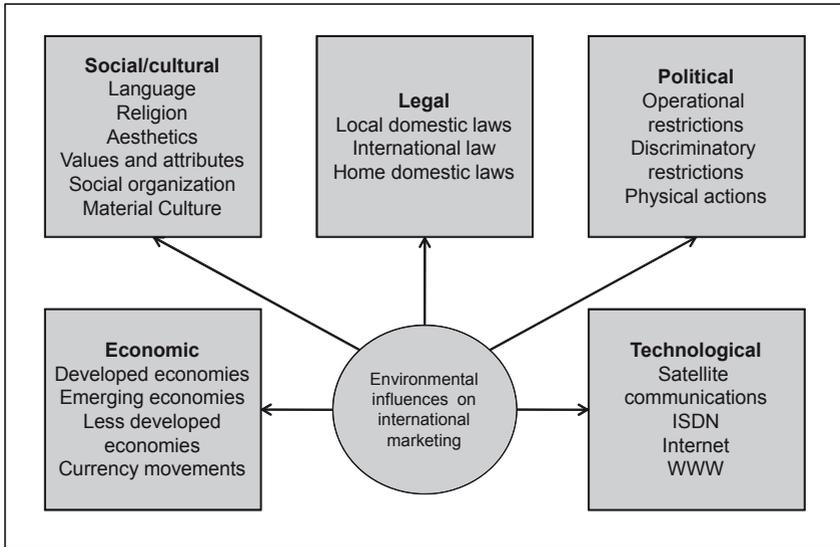 Social/cultural
Language
Religion
Aesthetics
Values and attributes
Social organization
Material Culture
Legal
Local domestic laws
International law
Home domestic laws
Political
Operational
restrictions
Discriminatory
restrictions
Physical actions
Economic
Developed economies
Emerging economies
Less developed
economies
Currency movements
Environmental
influences on
international
marketing
Technological
Satellite
communications
ISDN
Internet
WWW